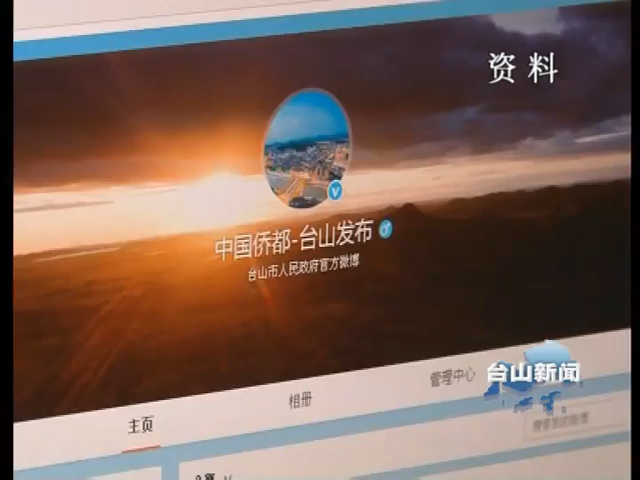 资料
中国侨都-台山发布
台山市人民政府官方微博
主页
相册
管理中心
台山新闻